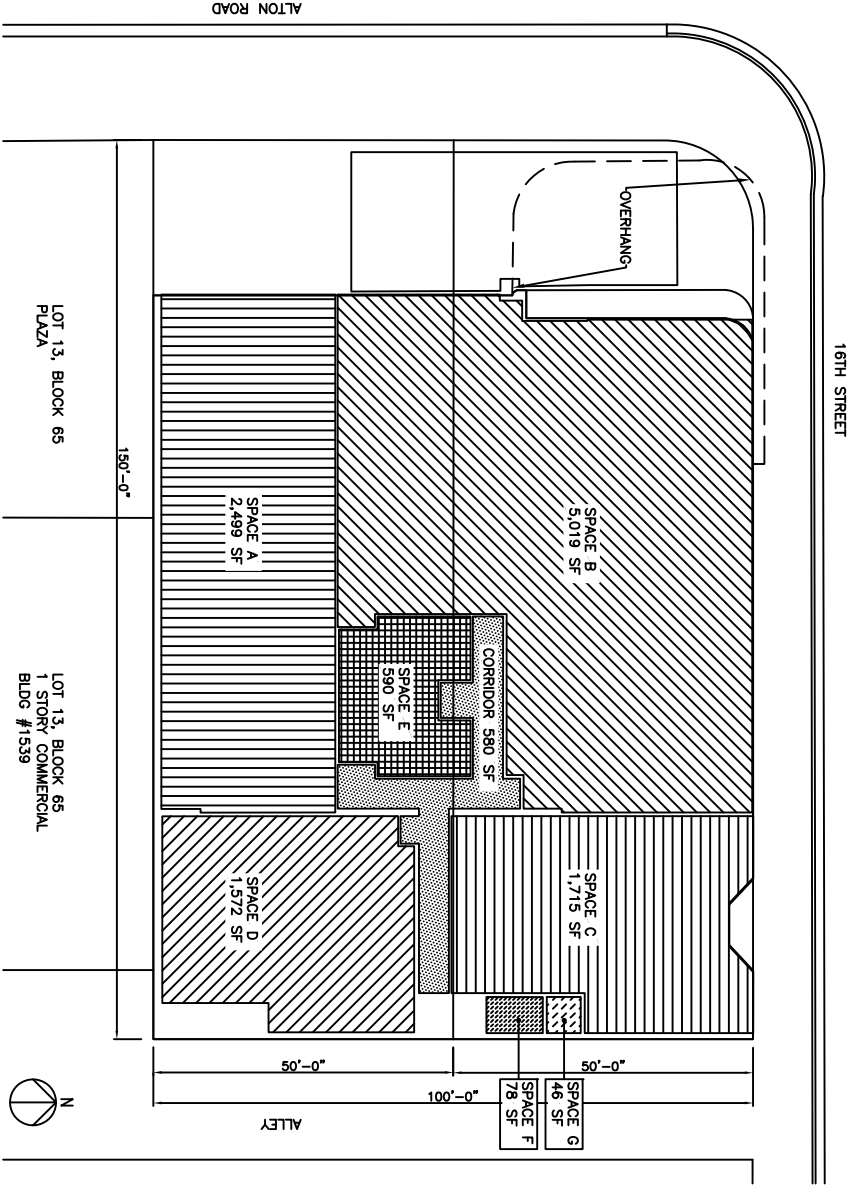 ALTON ROAD
16TH STREET
OVERHANG
LOT 13, BLOCK 65
PLAZA
150'-0"
SPACE A
2,499 SF
SPACE B
5,019 SF
LOT 13, BLOCK 65
1 STORY COMMERCIAL
BLDG #1539
SPACE E
590 SF
CORRIDOR 580 SF
SPACE D
1,572 SF
SPACE C
1,715 SF
50'-0"
50'-0"
100'-0"
SPACE G
46 SF
SPACE F
78 SF
ALLEY
N